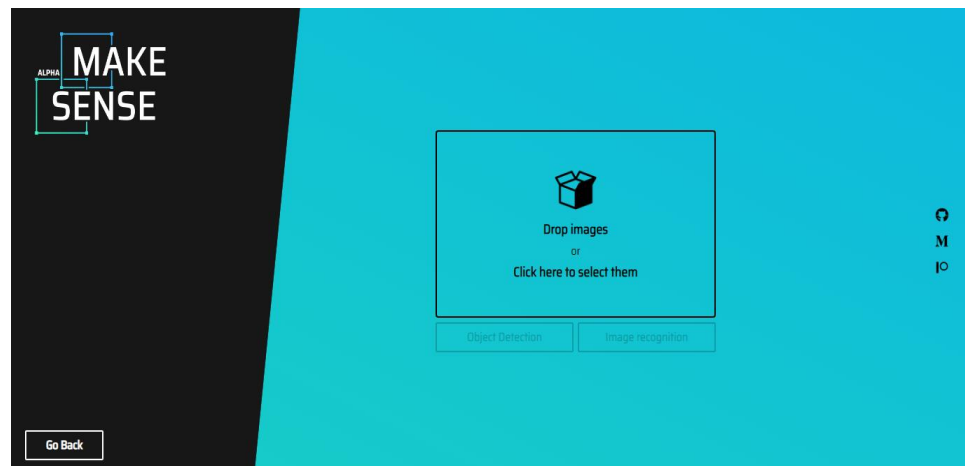 ALPHA
MAKE
SENSE
Drop images
or
Click here to select them
Object Detection
Image recognition
M
Go Back